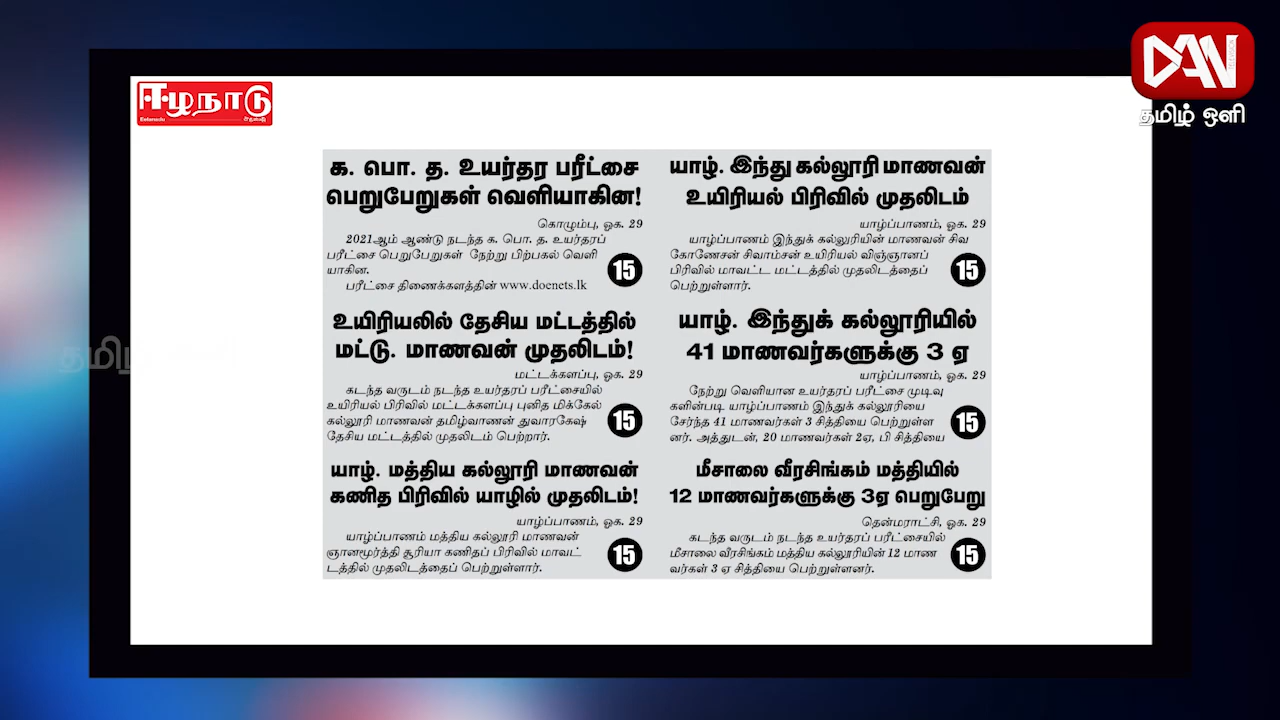 ஈழநாடு
DAN
தமிழ் ஒளி
க. பொ. த. உயர்தர பரீட்சை
பெறுபேறுகள் வெளியாகின!
கொழும்பு, ஓக. 29
2021ஆம் ஆண்டு நடந்த க. பொ. த. உயர்தரப்
பரீட்சை பெறுபேறுகள் நேற்று பிற்பகல் வெளி
யாகின.
பரீட்சை திணைக்களத்தின் www.doenets.lk
15
உயிரியலில் தேசிய மட்டத்தில்
மட்டு. மாணவன் முதலிடம்!
மட்டக்களப்பு, ஓக. 29
கடந்த வருடம் நடந்த உயர்தரப் பரீட்சையில்
உயிரியல் பிரிவில் மட்டக்களப்பு புனித மிக்கேல்
கல்லூரி மாணவன் தமிழ்வாணன் துவாரகேஷ்
தேசிய மட்டத்தில் முதலிடம் பெற்றார்.
15
யாழ். மத்திய கல்லூரி மாணவன்
கணித பிரிவில் யாழில் முதலிடம்!
யாழ்ப்பாணம், ஓக. 29
யாழ்ப்பாணம் மத்திய கல்லூரி மாணவன்
ஞானமூர்த்தி சூரியா கணிதப் பிரிவில் மாவட்
டத்தில் முதலிடத்தைப் பெற்றுள்ளார்.
15
யாழ். இந்து கல்லூரி மாணவன்
உயிரியல் பிரிவில் முதலிடம்
யாழ்ப்பாணம், ஓக. 29
யாழ்ப்பாணம் இந்துக் கல்லூரியின் மாணவன் சிவ
கோணேசன் சிவாம்சன் உயிரியல் விஞ்ஞானப்
பிரிவில் மாவட்ட மட்டத்தில் முதலிடத்தைப்
பெற்றுள்ளார்.
15
யாழ். இந்துக் கல்லூரியில்
41 மாணவர்களுக்கு 3 ஏ
யாழ்ப்பாணம், ஓக. 29
நேற்று வெளியான உயர்தரப் பரீட்சை முடிவு
களின்படி யாழ்ப்பாணம் இந்துக் கல்லூரியை
சேர்ந்த 41 மாணவர்கள் 3 சித்தியை பெற்றுள்ள
னர். அத்துடன், 20 மாணவர்கள் 2ஏ, பி சித்தியை
15
மீசாலை வீரசிங்கம் மத்தியில்
12 மாணவர்களுக்கு 3ஏ பெறுபேறு
தென்மராட்சி, ஓக. 29
கடந்த வருடம் நடந்த உயர்தரப் பரீட்சையில்
மீசாலை வீரசிங்கம் மத்திய கல்லூரியின் 12 மாண
வர்கள் 3 ஏ சித்தியை பெற்றுள்ளனர்.
15